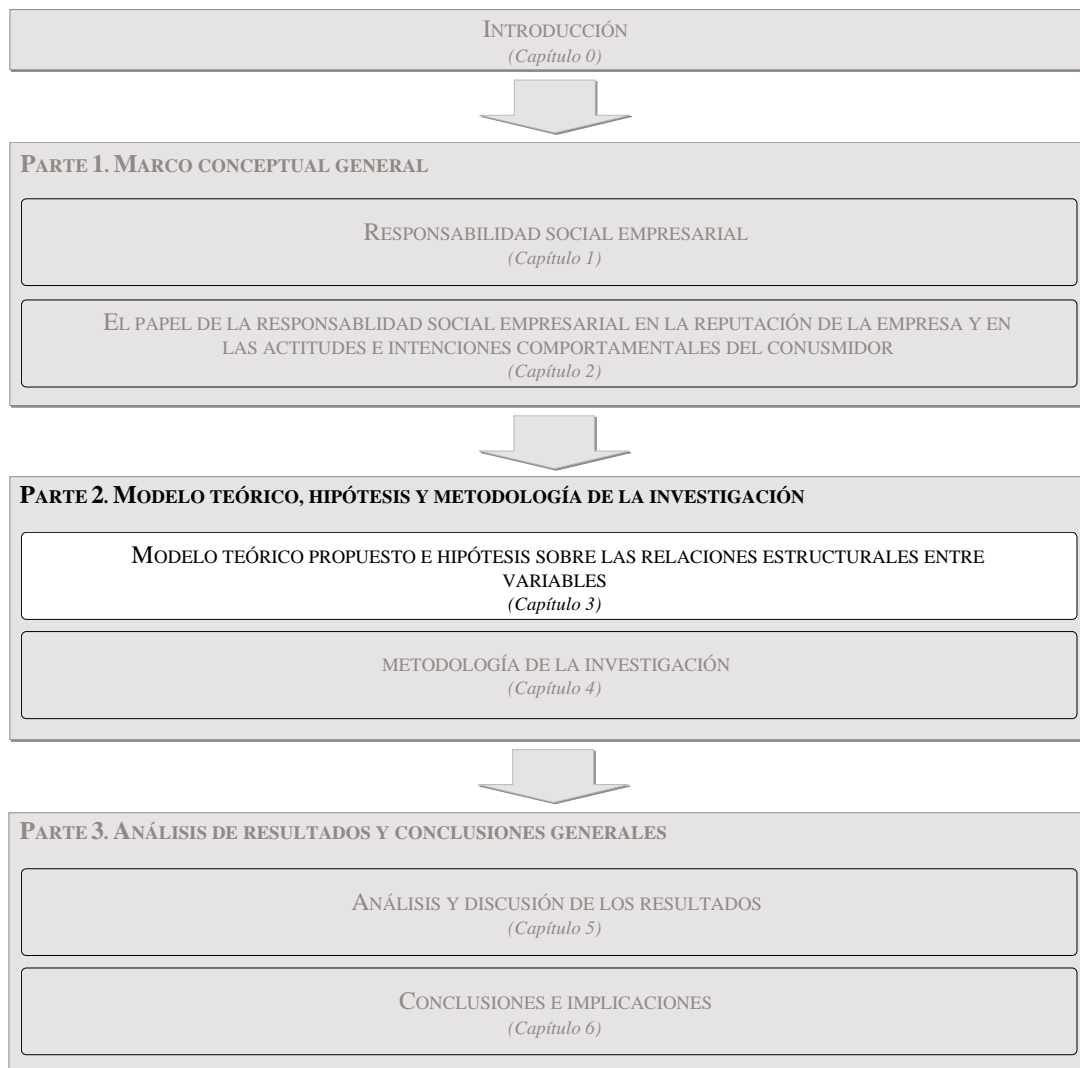 INTRODUCCIÓN
(Capítulo 0)
PARTE 1. MARCO CONCEPTUAL GENERAL
RESPONSABILIDAD SOCIAL EMPRESARIAL
(Capítulo 1)
EL PAPEL DE LA RESPONSABLIDAD SOCIAL EMPRESARIAL EN LA REPUTACIÓN DE LA EMPRESA Y EN
LAS ACTITUDES E INTENCIONES COMPORTAMENTALES DEL CONUSMIDOR
(Capítulo 2)
PARTE 2. MODELO TEÓRICO, HIPÓTESIS Y METODOLOGÍA DE LA INVESTIGACIÓN
MODELO TEÓRICO PROPUESTO E HIPÓTESIS SOBRE LAS RELACIONES ESTRUCTURALES ENTRE
VARIABLES
(Capítulo 3)
METODOLOGÍA DE LA INVESTIGACIÓN
(Capítulo 4)
PARTE 3. ANÁLISIS DE RESULTADOS Y CONCLUSIONES GENERALES
ANÁLISIS Y DISCUSIÓN DE LOS RESULTADOS
(Capítulo 5)
CONCLUSIONES E IMPLICACIONES
(Capítulo 6)